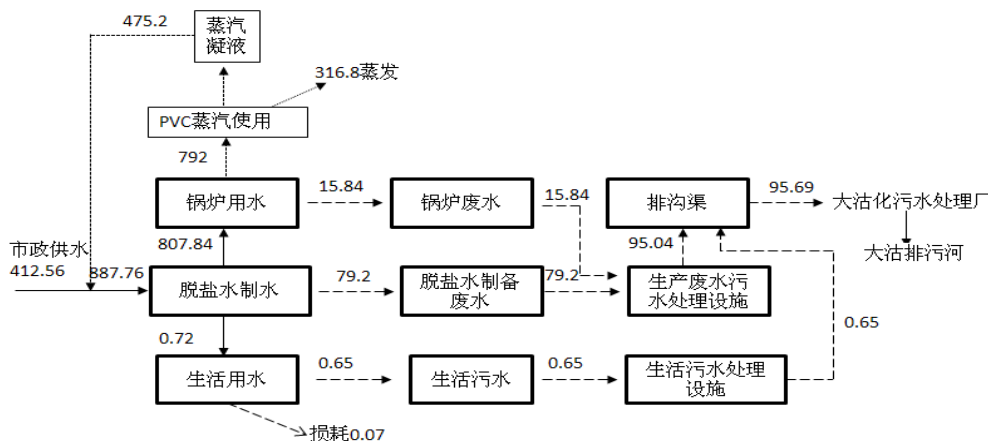 475.2
蒸汽
凝液
316.8蒸发
PVC蒸汽使用
792
锅炉用水
15.84
锅炉废水
15.84
排沟渠
95.69
大沽化污水处理厂
大沽排污河
市政供水
412.56
887.76
807.84
95.04
脱盐水制水
79.2
脱盐水制备
废水
79.2
生产废水污
水处理设施
0.72
0.65
生活用水
0.65
生活污水
0.65
生活污水处理
设施
损耗0.07